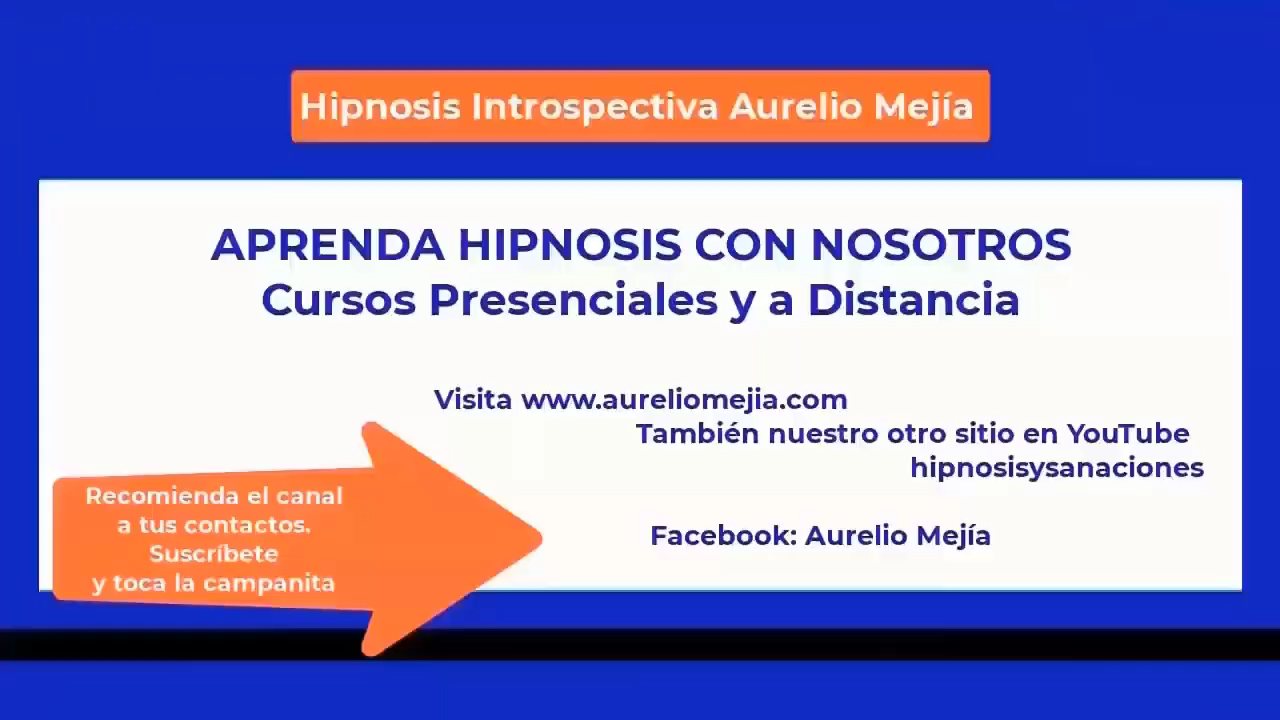 Hipnosis Introspectiva Aurelio Mejía
APRENDA HIPNOSIS CON NOSOTROS
Cursos Presenciales y a Distancia
Visita www.aureliomejia.com
También nuestro otro sitio en YouTube
hipnosisysanaciones
Facebook: Aurelio Mejía
Recomienda el canal
a tus contactos.
Suscríbete
y toca la campanita